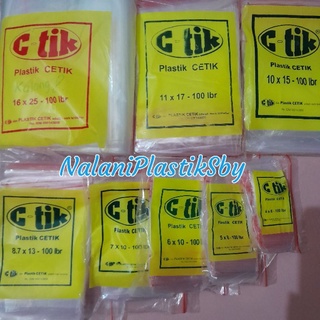 C-tik
Plastik CETIK
16 x 25 - 100 lbr
C-tik
Plastik CETIK
11 x 17 - 100 lbr
C-tik
Plastik CETIK
10 x 15 - 100 lbr
NalaniPlastikSby
C-tik
Plastik CETIK
8.7 x 13 - 100 lbr
C-tik
Plastik CETIK
7 X 10 - 100 lbr
C-tik
Plastik CETIK
6 x 10 - 100 lbr
C-tik
Plastik CETIK
C-tik